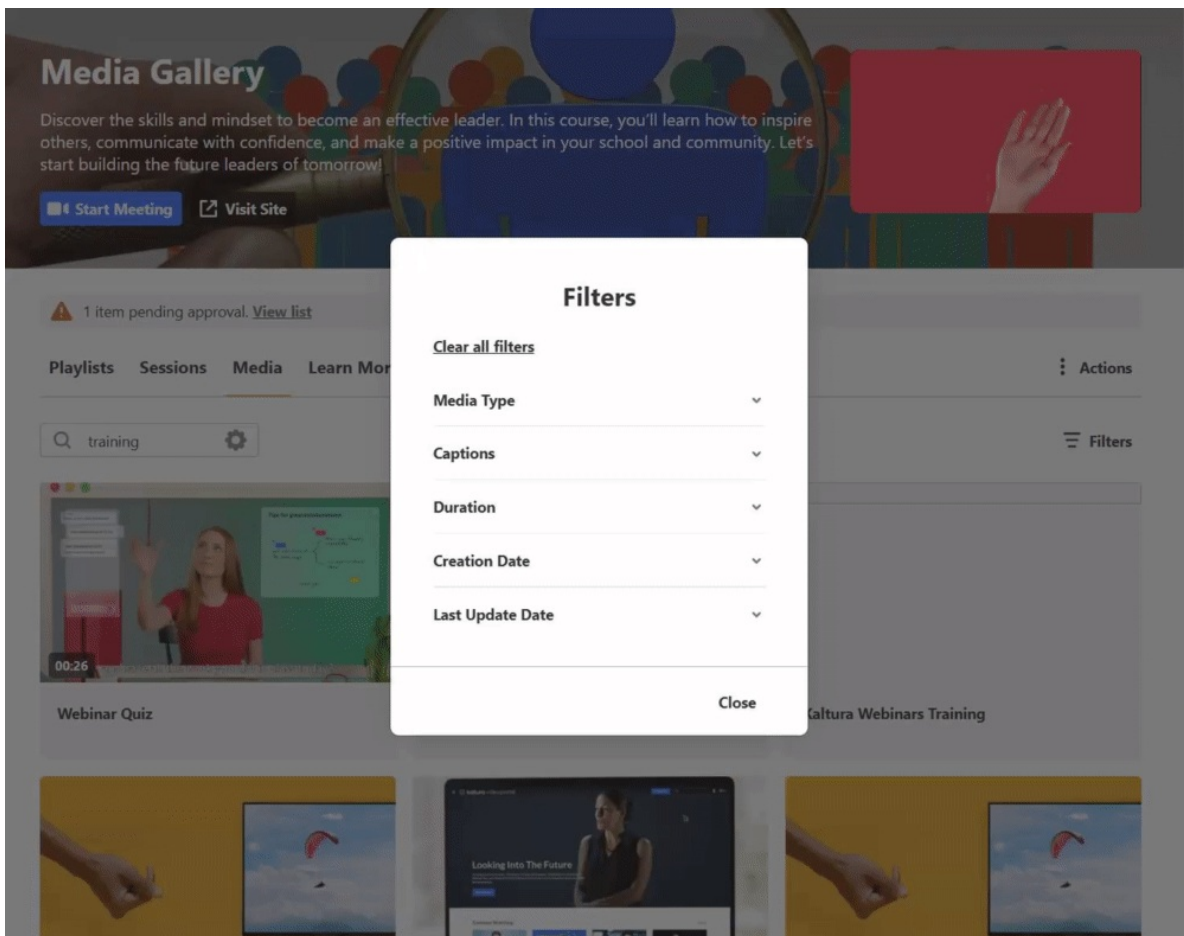 Media Gallery
Discover the skills and mindset to become an effective leader. In this course, you'll learn how to inspire
others, communicate with confidence, and make a positive impact in your school and community. Let's
start building the future leaders of tomorrow!
Start Meeting Visit Site
1 item pending approval. View list
Playlists Sessions Media Learn Mor
Actions
training
Filters
Filters
Clear all filters
Media Type
Captions
Duration
Creation Date
Last Update Date
Close
00:26
Webinar Quiz
Kaltura Webinars Training
Looking Into The Future